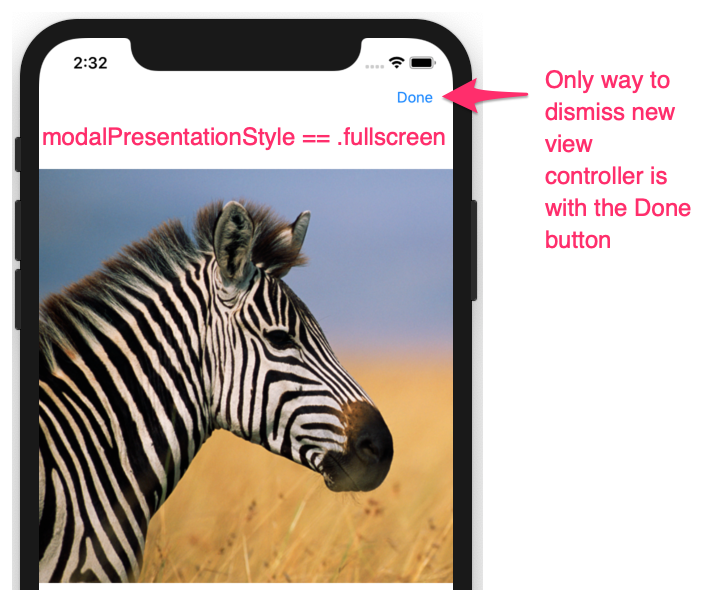 2:32
Done
modalPresentationStyle == .fullscreen
Only way to
dismiss new
view
controller is
with the Done
button